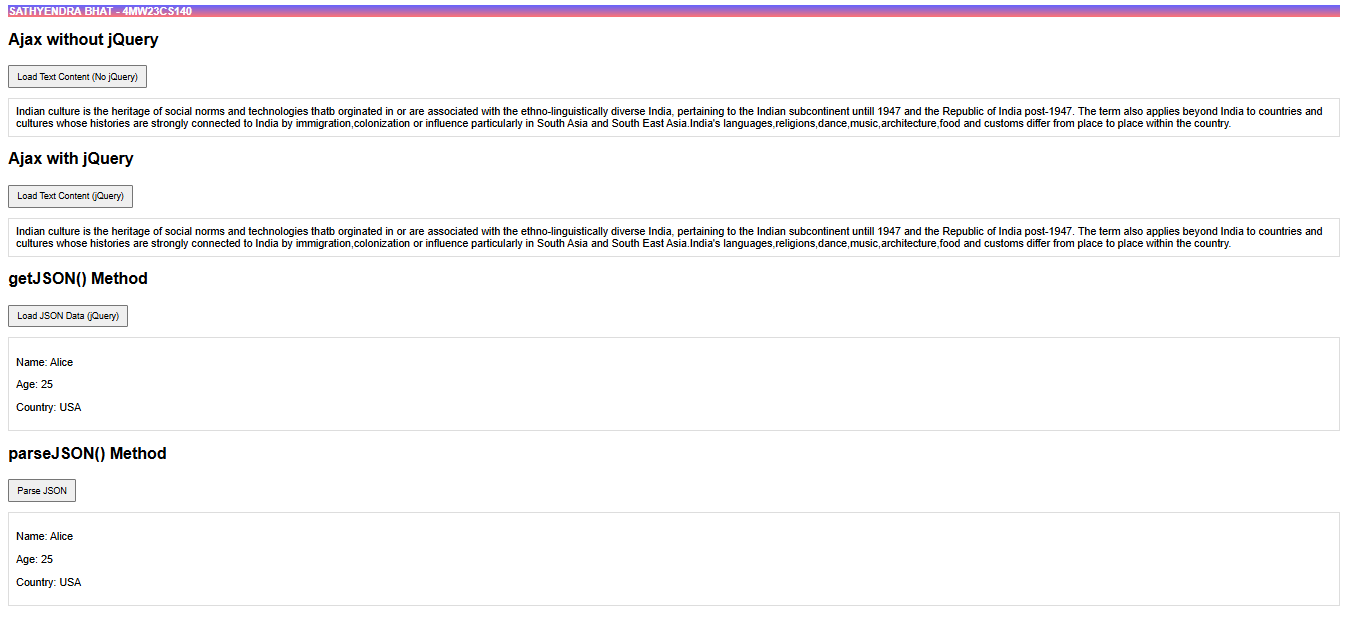 SATHYENDRA BHAT - 4MW23CS140
Ajax without jQuery
Load Text Content (No jQuery)
Indian culture is the heritage of social norms and technologies thatb orginated in or are associated with the ethno-linguistically diverse India, pertaining to the Indian subcontinent untill 1947 and the Republic of India post-1947. The term also applies beyond India to countries and
cultures whose histories are strongly connected to India by immigration,colonization or influence particularly in South Asia and South East Asia.India's languages,religions,dance,music,architecture,food and customs differ from place to place within the country.
Ajax with jQuery
Load Text Content (jQuery)
Indian culture is the heritage of social norms and technologies thatb orginated in or are associated with the ethno-linguistically diverse India, pertaining to the Indian subcontinent untill 1947 and the Republic of India post-1947. The term also applies beyond India to countries and
cultures whose histories are strongly connected to India by immigration,colonization or influence particularly in South Asia and South East Asia.India's languages,religions,dance,music,architecture,food and customs differ from place to place within the country.
getJSON() Method
Load JSON Data (jQuery)
Name: Alice
Age: 25
Country: USA
parseJSON() Method
Parse JSON
Name: Alice
Age: 25
Country: USA